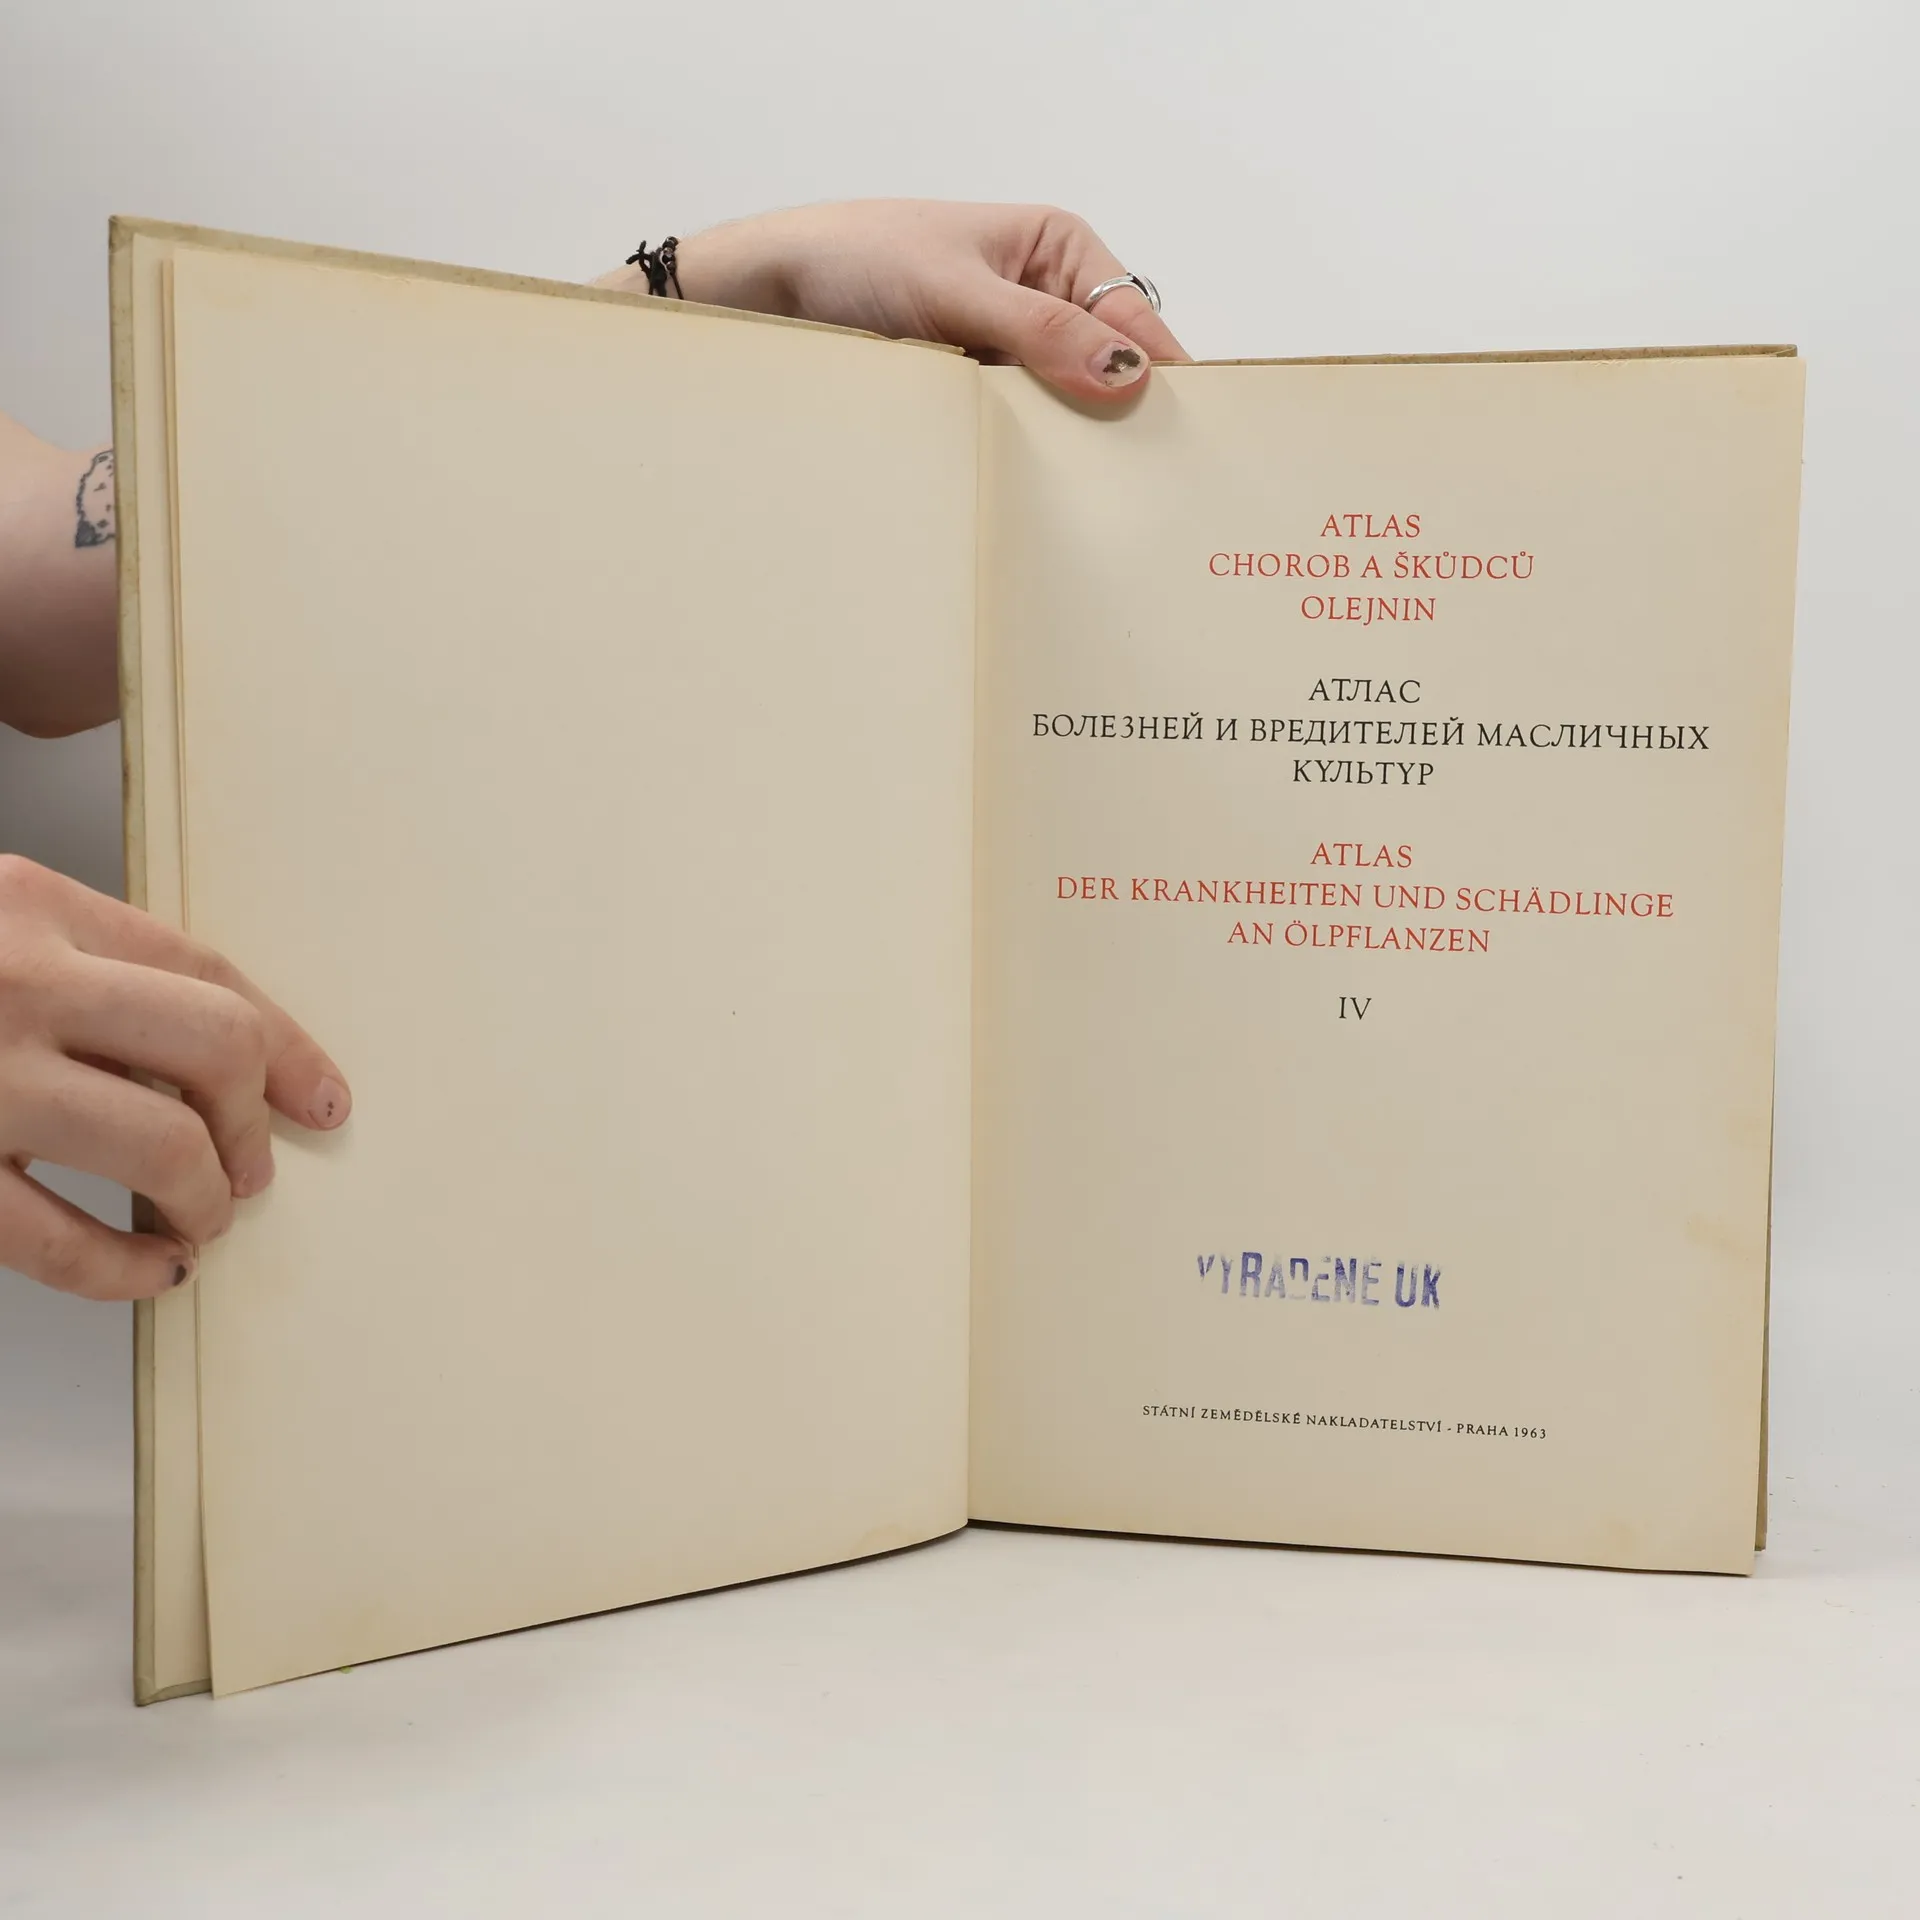 ATLAS
CHOROB A ŠKŮDCŮ
OLEJNIN
АТЛАС
БОЛЕЗНЕЙ И ВРЕДИТЕЛЕЙ МАСЛИЧНЫХ
КУЛЬТУР
ATLAS
DER KRANKHEITEN UND SCHÄDLINGE
AN ÖLPFLANZEN
IV
VYRADENÉ UK
STÁTNÍ ZEMĚDĚLSKÉ NAKLADATELSTVÍ - PRAHA 1963